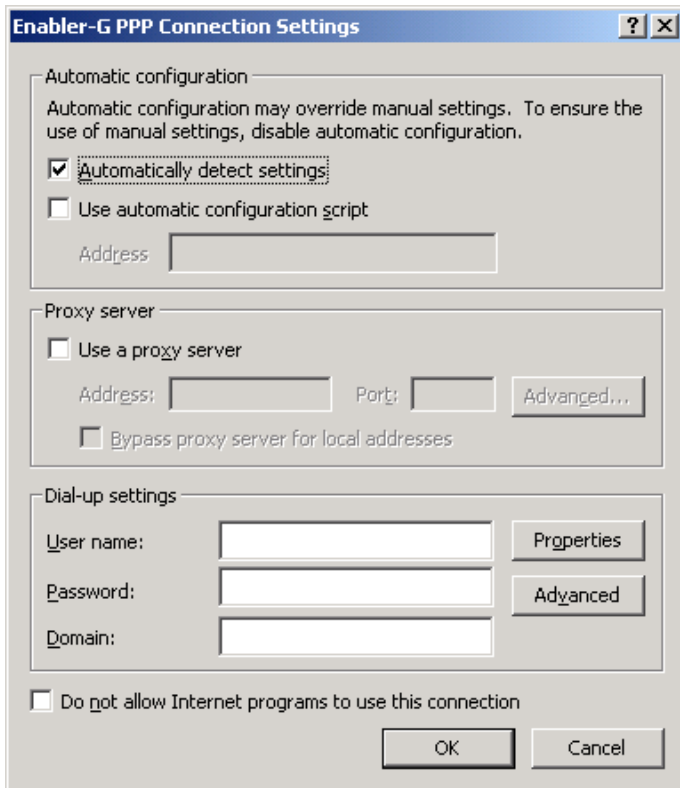 Enabler-G PPP Connection Settings
Automatic configuration
Automatic configuration may override manual settings. To ensure the
use of manual settings, disable automatic configuration.
Automatically detect settings
Use automatic configuration script
Address
Proxy server
Use a proxy server
Address: Port: Advanced...
Bypass proxy server for local addresses
Dial-up settings
User name: Properties
Password: Advanced
Domain:
Do not allow Internet programs to use this connection
OK Cancel